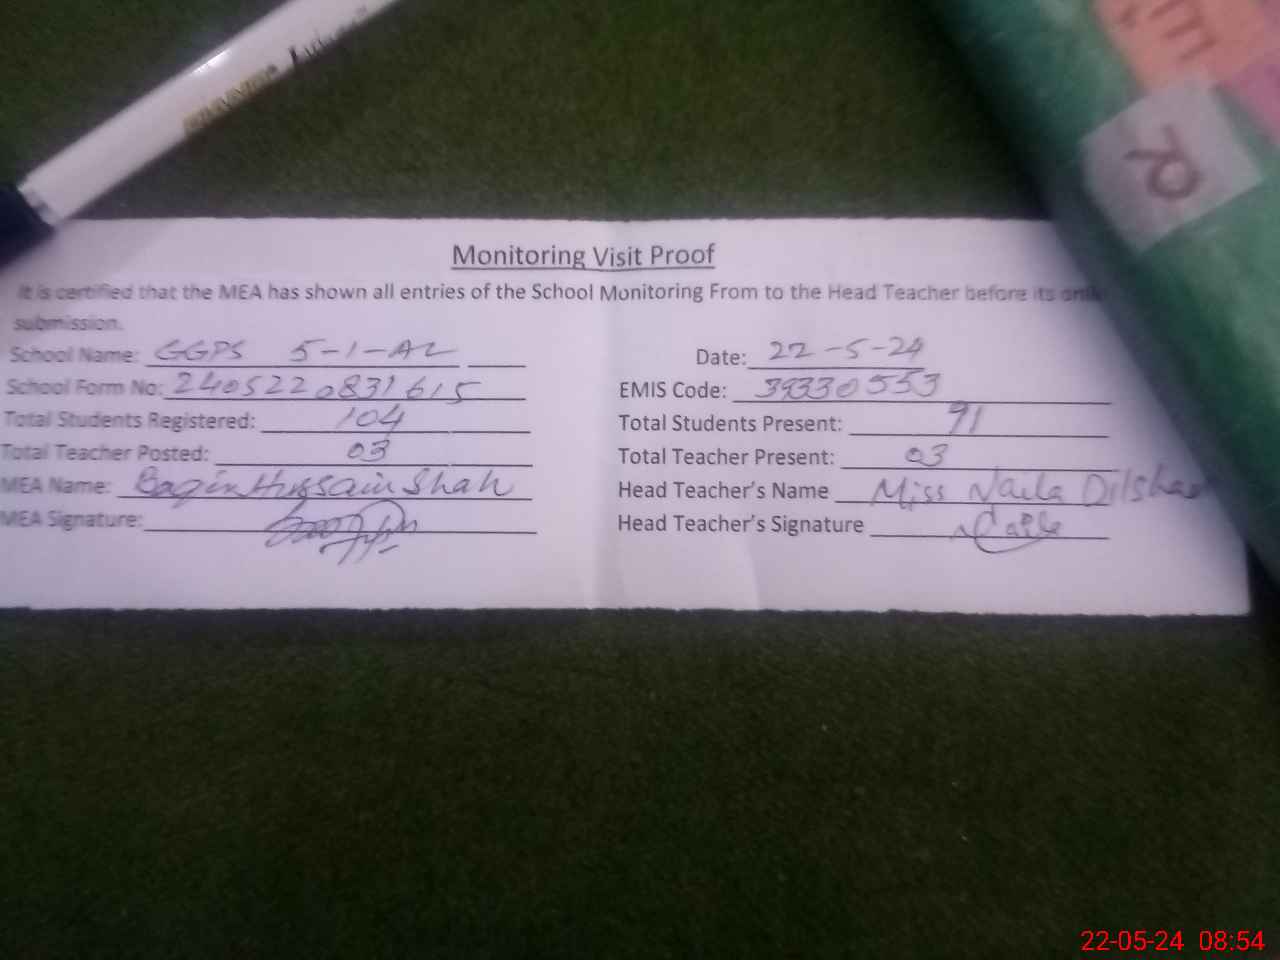 Monitoring Visit Proof
It is certified that the MEA has shown all entries of the School Monitoring From to the Head Teacher before its
submission.
School Name: GGPS 5-1-AL Date: 22-5-24
School Form No: 2405220831615 EMIS Code: 39330553
Total Students Registered: 104 Total Students Present: 91
Total Teacher Posted: 03 Total Teacher Present: 03
MEA Name: Baqir Hussain Shah Head Teacher's Name Miss Naila Dilshad
MEA Signature: Head Teacher's Signature Naila
22-05-24 08:54